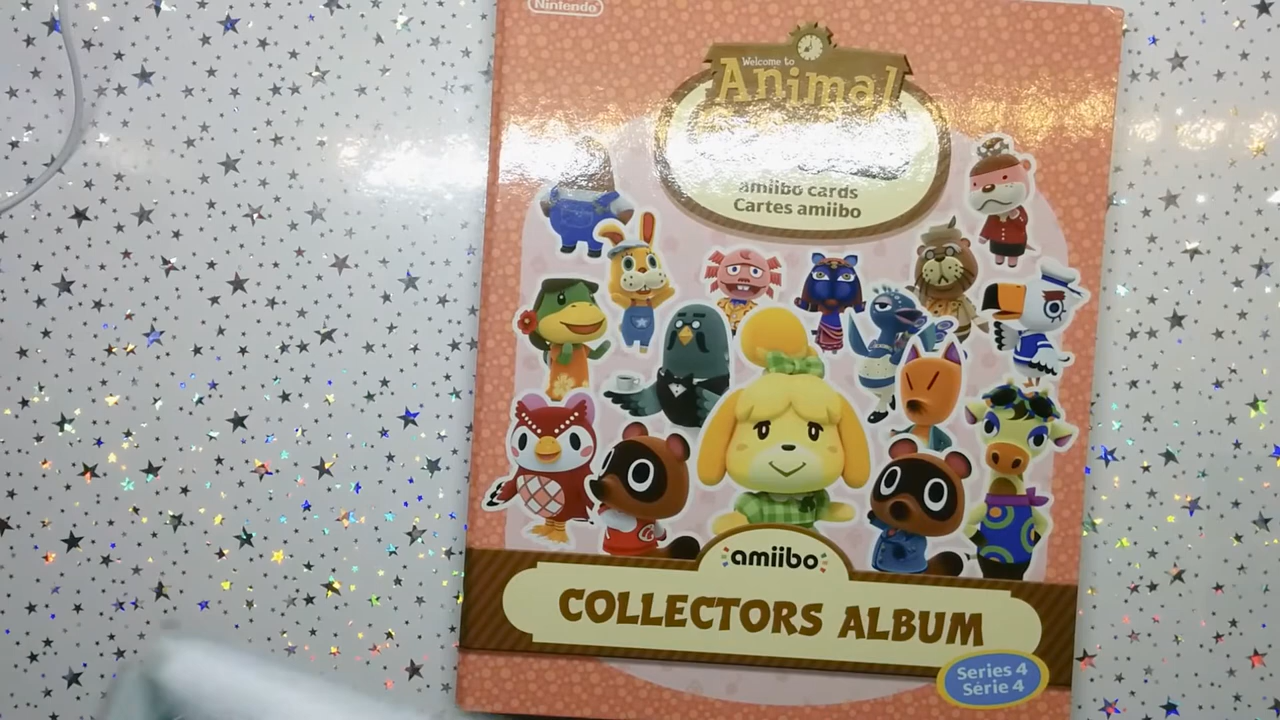 Nintendo
Welcome to
Animal
amiibo cards
Cartes amiibo
amiibo
COLLECTORS ALBUM
Series 4
Série 4